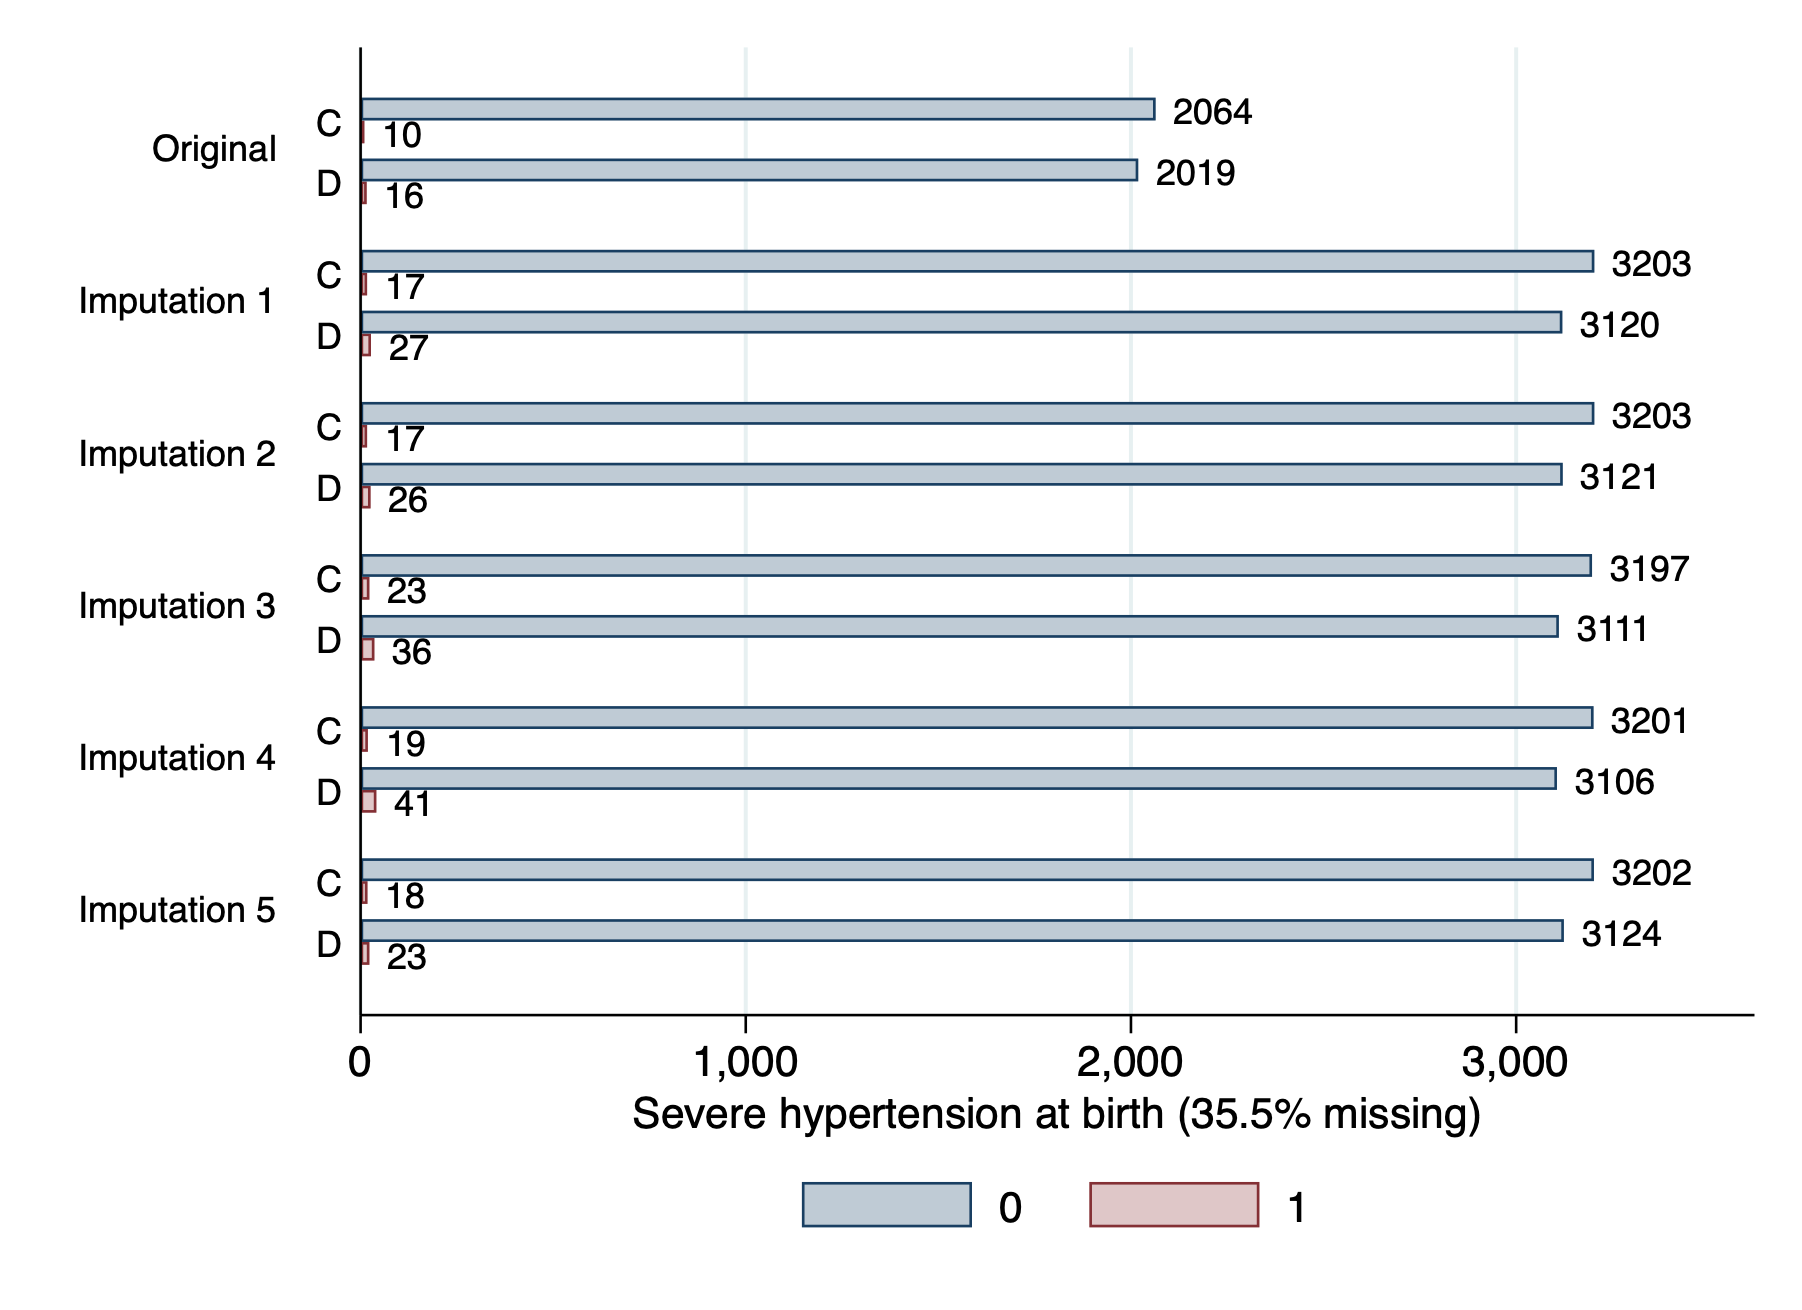 C 2064
10
Original
D 2019
16
C 3203
17
Imputation 1
D 3120
27
C 3203
17
Imputation 2
D 3121
26
C 3197
23
Imputation 3
D 3111
36
C 3201
19
Imputation 4
D 3106
41
C 3202
18
Imputation 5
D 3124
23
0 1,000 2,000 3,000
Severe hypertension at birth (35.5% missing)
0 1